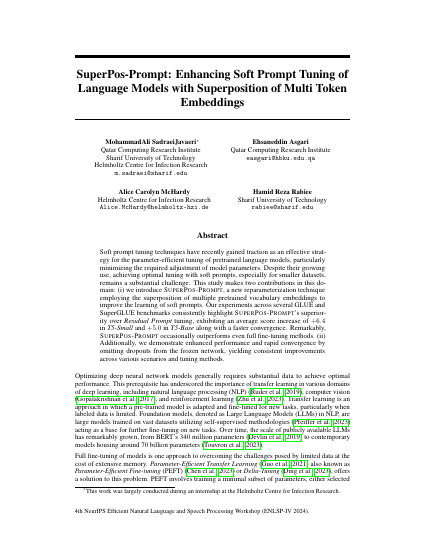 SuperPos-Prompt: Enhancing Soft Prompt Tuning of
Language Models with Superposition of Multi Token
Embeddings
MohammadAli SadraeiJavaeri*
Qatar Computing Research Institute
Sharif University of Technology
Helmholtz Centre for Infection Research
m.sadraei@sharif.edu
Ehsaneddin Asgari
Qatar Computing Research Institute
easgari@hbku.edu.qa
Alice Carolyn McHardy
Helmholtz Centre for Infection Research
Alice.McHardy@helmholtz-hzi.de
Hamid Reza Rabiee
Sharif University of Technology
rabiee@sharif.edu
Abstract
Soft prompt tuning techniques have recently gained traction as an effective strat-
egy for the parameter-efficient tuning of pretrained language models, particularly
minimizing the required adjustment of model parameters. Despite their growing
use, achieving optimal tuning with soft prompts, especially for smaller datasets,
remains a substantial challenge. This study makes two contributions in this do-
main: (i) we introduce SUPERPOS-PROMPT, a new reparameterization technique
employing the superposition of multiple pretrained vocabulary embeddings to
improve the learning of soft prompts. Our experiments across several GLUE and
SuperGLUE benchmarks consistently highlight SUPERPOS-PROMPT's superior-
ity over Residual Prompt tuning, exhibiting an average score increase of +6.4
in T5-Small and +5.0 in T5-Base along with a faster convergence. Remarkably,
SUPERPOS-PROMPT occasionally outperforms even full fine-tuning methods. (ii)
Additionally, we demonstrate enhanced performance and rapid convergence by
omitting dropouts from the frozen network, yielding consistent improvements
across various scenarios and tuning methods.
Optimizing deep neural network models generally requires substantial data to achieve optimal
performance. This prerequisite has underscored the importance of transfer learning in various domains
of deep learning, including natural language processing (NLP) (Ruder et al., 2019), computer vision
(Gopalakrishnan et al., 2017), and reinforcement learning (Zhu et al., 2023). Transfer learning is an
approach in which a pre-trained model is adapted and fine-tuned for new tasks, particularly when
labeled data is limited. Foundation models, denoted as Large Language Models (LLMs) in NLP, are
large models trained on vast datasets utilizing self-supervised methodologies (Pfeiffer et al., 2023)
acting as a base for further fine-tuning on new tasks. Over time, the scale of publicly available LLMs
has remarkably grown, from BERT's 340 million parameters (Devlin et al., 2019) to contemporary
models housing around 70 billion parameters (Touvron et al., 2023).
Full fine-tuning of models is one approach to overcoming the challenges posed by limited data at the
cost of extensive memory. Parameter-Efficient Transfer Learning (Guo et al., 2021) also known as
Parameter-Efficient Fine-tuning (PEFT) (Chen et al., 2023) or Delta-Tuning (Ding et al., 2023), offers
a solution to this problem. PEFT involves training a minimal subset of parameters, either selected
*This work was largely conducted during an internship at the Helmholtz Centre for Infection Research.
4th NeurIPS Efficient Natural Language and Speech Processing Workshop (ENLSP-IV 2024).